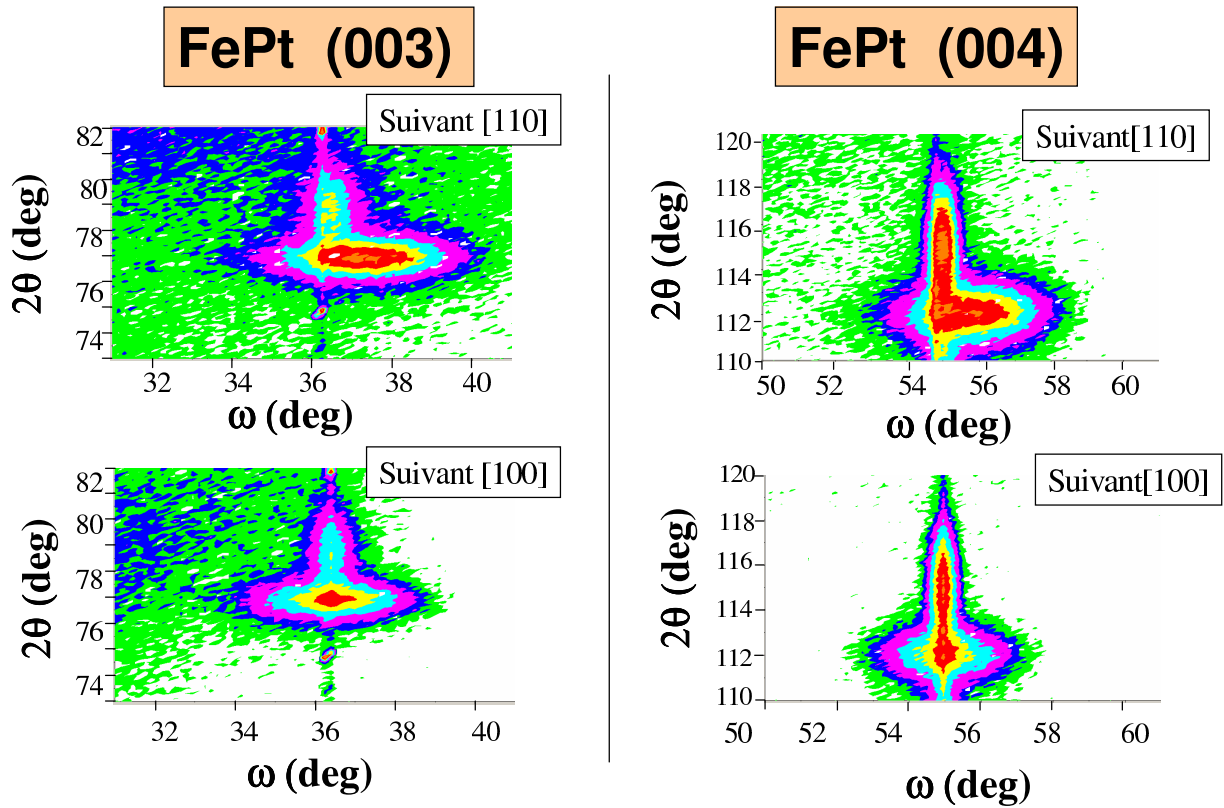 FePt (003)
FePt (004)
Suivant [110]
82
80
78
76
74
2θ (deg)
32 34 36 38 40
ω (deg)
Suivant[110]
120
118
116
114
112
110
2θ (deg)
50 52 54 56 58 60
ω (deg)
Suivant [100]
82
80
78
76
74
2θ (deg)
32 34 36 38 40
ω (deg)
Suivant[100]
120
118
116
114
112
110
2θ (deg)
50 52 54 56 58 60
ω (deg)